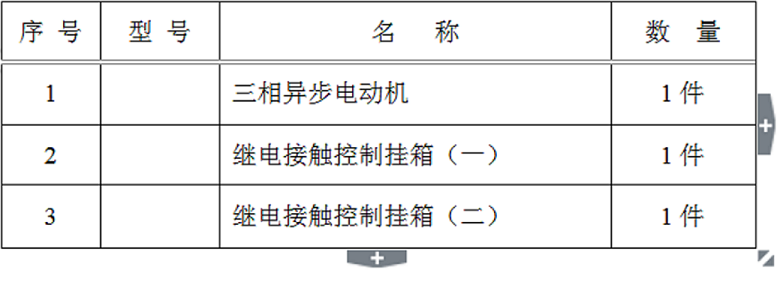 序 号 型 号 名 称 数 量
1 三相异步电动机 1 件
2 继电接触控制挂箱（一） 1 件
3 继电接触控制挂箱（二） 1 件